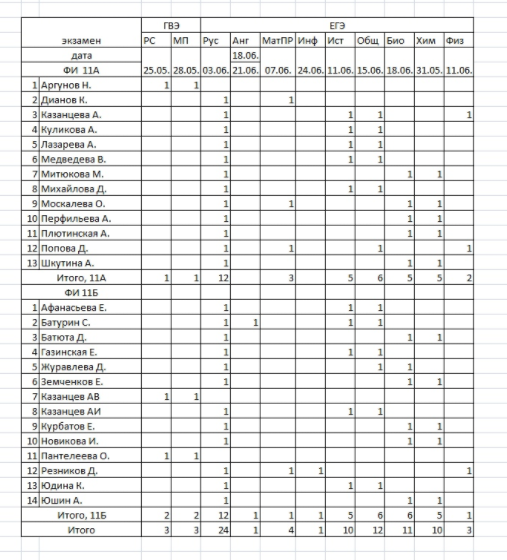 ГВЭ ЕГЭ
экзамен РС МП Рус Анг МатПР Инф Ист Общ Био Хим Физ
дата 18.06.
ФИ 11А 25.05. 28.05. 03.06. 21.06. 07.06. 24.06. 11.06. 15.06. 18.06. 31.05. 11.06.
1 Аргунов Н. 1 1
2 Дианов К. 1 1
3 Казанцева А. 1 1 1 1
4 Куликова А. 1 1 1
5 Лазарева А. 1 1 1
6 Медведева В. 1 1 1
7 Митюкова М. 1 1 1
8 Михайлова Д. 1 1 1
9 Москалева О. 1 1 1 1
10 Перфильева А. 1 1 1
11 Плютинская А. 1 1 1
12 Попова Д. 1 1 1 1
13 Шкутина А. 1 1 1
Итого, 11А 1 1 12 3 5 6 5 5 2
ФИ 11Б
1 Афанасьева Е. 1 1 1
2 Батурин С. 1 1 1 1
3 Батюта Д. 1 1 1
4 Газинская Е. 1 1 1
5 Журавлева Д. 1 1 1
6 Земченков Е. 1 1 1
7 Казанцев АВ 1 1
8 Казанцев АИ 1 1 1
9 Курбатов Е. 1 1 1
10 Новикова И. 1 1 1
11 Пантелеева О. 1 1
12 Резников Д. 1 1 1 1
13 Юдина К. 1 1 1
14 Юшин А. 1 1 1
Итого, 11Б 2 2 12 1 1 1 5 6 6 5 1
Итого 3 3 24 1 4 1 10 12 11 10 3